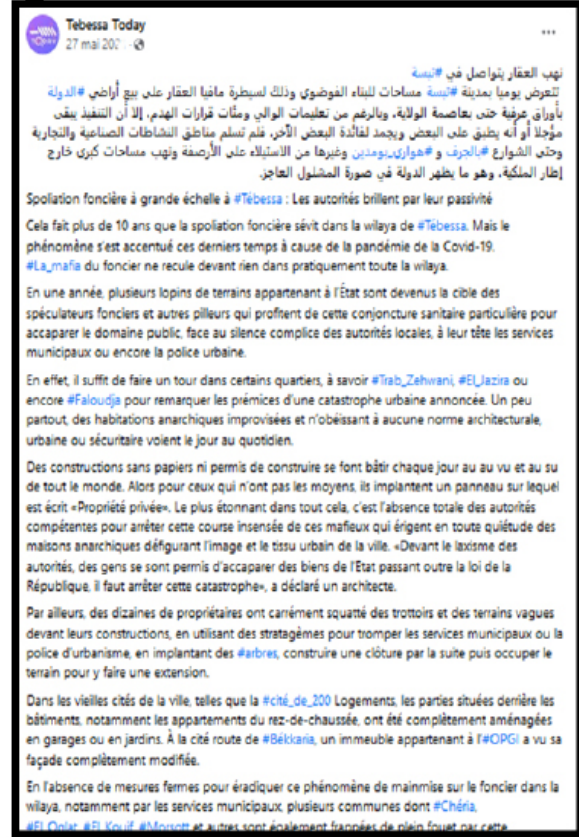 Tebessa Today
27 mai 202
نهب العقار يتواصل في #تبسة
تتعرض يوميا بمدينة #تبسة مساحات للبناء الفوضوي وذلك لسيطرة مافيا العقار على بيع أراضي #الدولة
بأوراق عرفية حتى بعاصمة الولاية، وبالرغم من تعليمات الوالي ومئات قرارات الهدم، إلا أن التنفيذ يبقى
مؤجلا أو أنه يطبق على البعض ويجمد لفائدة البعض الآخر، فلم تسلم مناطق النشاطات الصناعية والتجارية
وحتى الشوارع #بالجرف و #هواري_بومدين وغيرها من الاستيلاء على الأرصفة ونهب مساحات كبرى خارج
إطار الملكية، وهو ما يظهر الدولة في صورة المشلول العاجز.
Spoliation foncière à grande échelle à #Tébessa : Les autorités brillent par leur passivité
Cela fait plus de 10 ans que la spoliation foncière sévit dans la wilaya de #Tébessa. Mais le
phénomène s'est accentué ces derniers temps à cause de la pandémie de la Covid-19.
#La_mafia du foncier ne recule devant rien dans pratiquement toute la wilaya.
En une année, plusieurs lopins de terrains appartenant à l'État sont devenus la cible des
spéculateurs fonciers et autres pilleurs qui profitent de cette conjoncture sanitaire particulière pour
accaparer le domaine public, face au silence complice des autorités locales, à leur tête les services
municipaux ou encore la police urbaine.
En effet, il suffit de faire un tour dans certains quartiers, à savoir #Trab_Zehwani, #El_Jazira ou
encore #Faloudja pour remarquer les prémices d'une catastrophe urbaine annoncée. Un peu
partout, des habitations anarchiques improvisées et n'obéissant à aucune norme architecturale,
urbaine ou sécuritaire voient le jour au quotidien.
Des constructions sans papiers ni permis de construire se font bâtir chaque jour au au vu et au su
de tout le monde. Alors pour ceux qui n'ont pas les moyens, ils implantent un panneau sur lequel
est écrit «Propriété privée». Le plus étonnant dans tout cela, c'est l'absence totale des autorités
compétentes pour arrêter cette course insensée de ces mafieux qui érigent en toute quiétude des
maisons anarchiques défigurant l'image et le tissu urbain de la ville. «Devant le laxisme des
autorités, des gens se sont permis d'accaparer des biens de l'État passant outre la loi de la
République, il faut arrêter cette catastrophe», a déclaré un architecte.
Par ailleurs, des dizaines de propriétaires ont carrément squatté des trottoirs et des terrains vagues
devant leurs constructions, en utilisant des stratagèmes pour tromper les services municipaux ou la
police d'urbanisme, en implantant des #arbres, construire une clôture par la suite puis occuper le
terrain pour y faire une extension.
Dans les vieilles cités de la ville, telles que la #cité_de_200 Logements, les parties situées derrière les
bâtiments, notamment les appartements du rez-de-chaussée, ont été complètement aménagées
en garages ou en jardins. À la cité route de #Békkaria, un immeuble appartenant à l'#OPGI a vu sa
façade complètement modifiée.
En l'absence de mesures fermes pour éradiquer ce phénomène de mainmise sur le foncier dans la
wilaya, notamment par les services municipaux, plusieurs communes dont #Chéria,
#El_Oglat, #El_Kouif, #Morsott et autres sont également frappées de plein fouet par cette